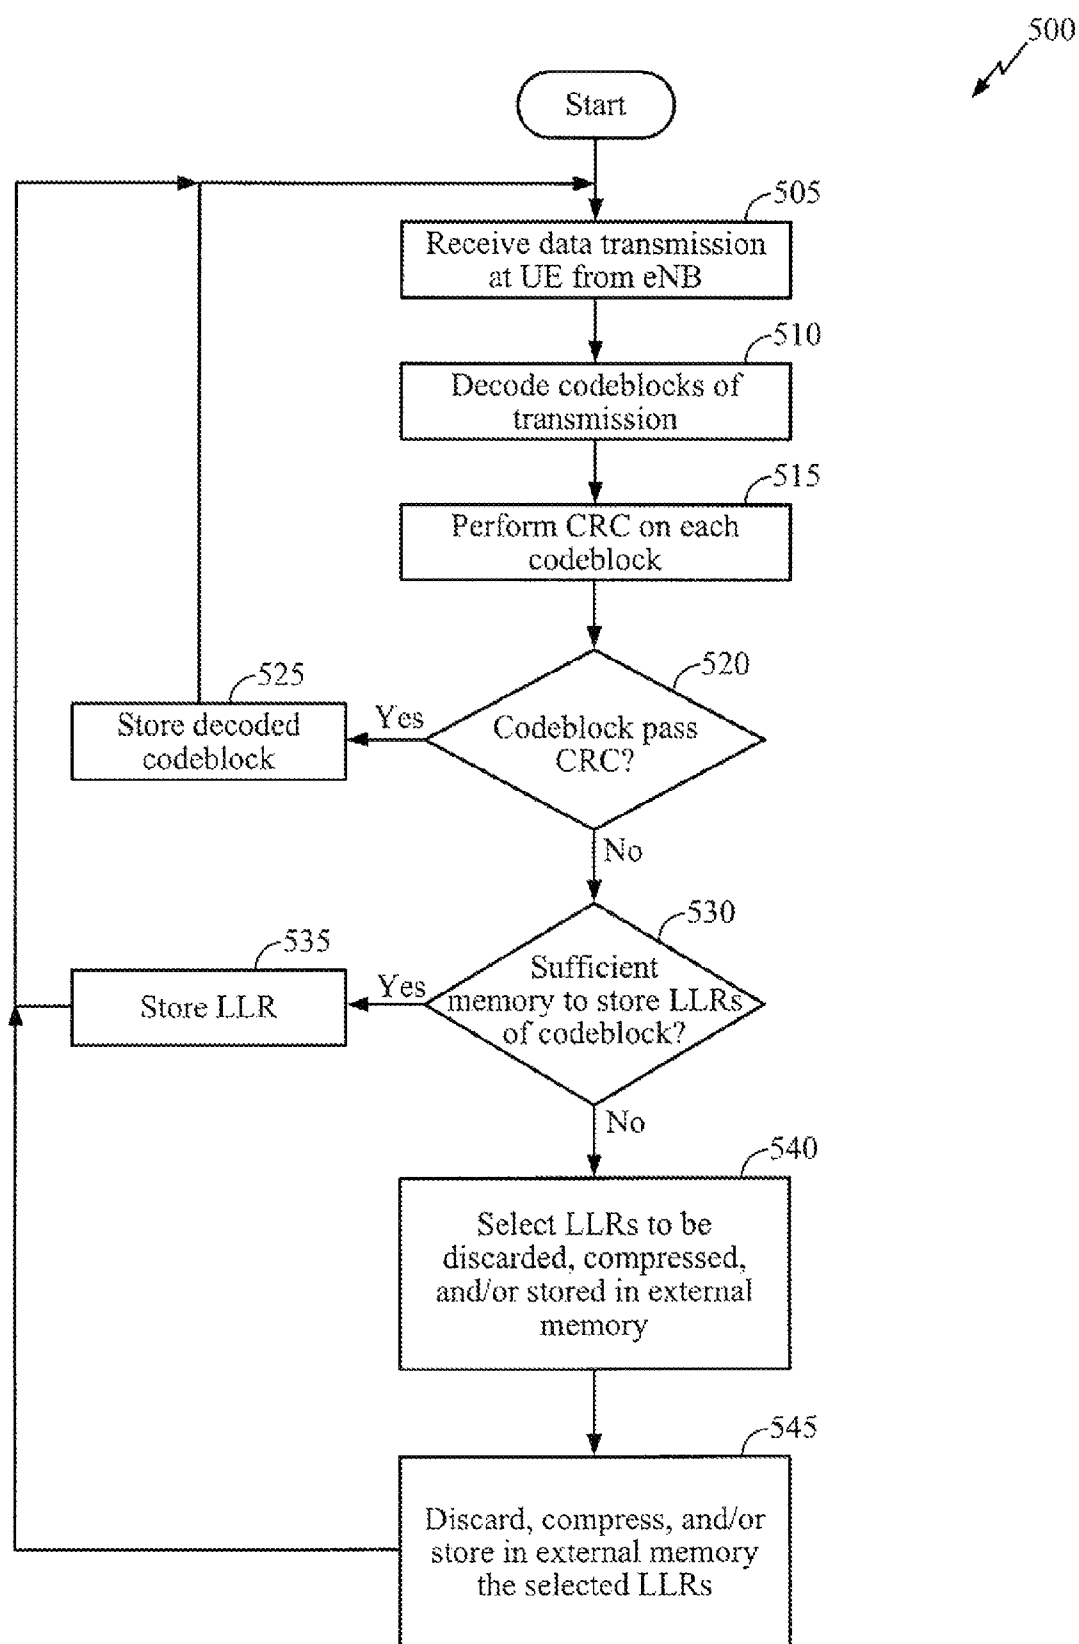 500
Start
505
Receive data transmission
at UE from eNB
510
Decode codeblocks of
transmission
515
Perform CRC on each
codeblock
520
Codeblock pass
CRC?
Yes
525
Store decoded
codeblock
No
530
Sufficient
memory to store LLRs
of codeblock?
Yes
535
Store LLR
No
540
Select LLRs to be
discarded, compressed,
and/or stored in external
memory
545
Discard, compress, and/or
store in external memory
the selected LLRs